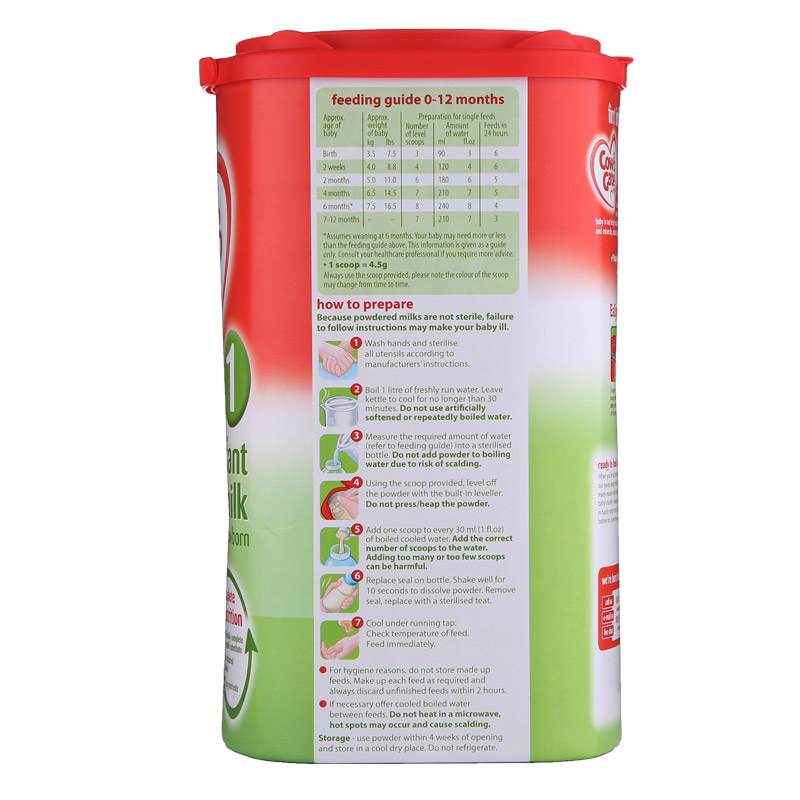 feeding guide 0-12 months
Approx. age of baby Approx. weight of baby Preparation for single feeds
kg lbs Number of level scoops Amount of water ml fl.oz Feeds in 24 hours
Birth 3.5 7.5 3 90 3 6
2 weeks 4.0 8.8 4 120 4 6
2 months 5.0 11.0 6 180 6 5
4 months 6.5 14.5 7 210 7 5
6 months* 7.5 16.5 8 240 8 4
7-12 months – – 7 210 7 3
*Assumes weaning at 6 months. Your baby may need more or less
than the feeding guide above. This information is given as a guide
only. Consult your healthcare professional if you require more advice.
• 1 scoop = 4.5g
Always use the scoop provided, please note the colour of the scoop
may change from time to time.
how to prepare
Because powdered milks are not sterile, failure
to follow instructions may make your baby ill.
1 Wash hands and sterilise
all utensils according to
manufacturers' instructions.
2 Boil 1 litre of freshly run water. Leave
kettle to cool for no longer than 30
minutes. Do not use artificially
softened or repeatedly boiled water.
3 Measure the required amount of water
(refer to feeding guide) into a sterilised
bottle. Do not add powder to boiling
water due to risk of scalding.
4 Using the scoop provided, level off
the powder with the built-in leveller.
Do not press/heap the powder.
5 Add one scoop to every 30 ml (1 fl.oz)
of boiled cooled water. Add the correct
number of scoops to the water.
Adding too many or too few scoops
can be harmful.
6 Replace seal on bottle. Shake well for
10 seconds to dissolve powder. Remove
seal, replace with a sterilised teat.
7 Cool under running tap.
Check temperature of feed.
Feed immediately.
• For hygiene reasons, do not store made up
feeds. Make up each feed as required and
always discard unfinished feeds within 2 hours.
• If necessary offer cooled boiled water
between feeds. Do not heat in a microwave,
hot spots may occur and cause scalding.
Storage - use powder within 4 weeks of opening
and store in a cool dry place. Do not refrigerate.
1
ant
ilk
born
Cow
Gate
ready to
we're here